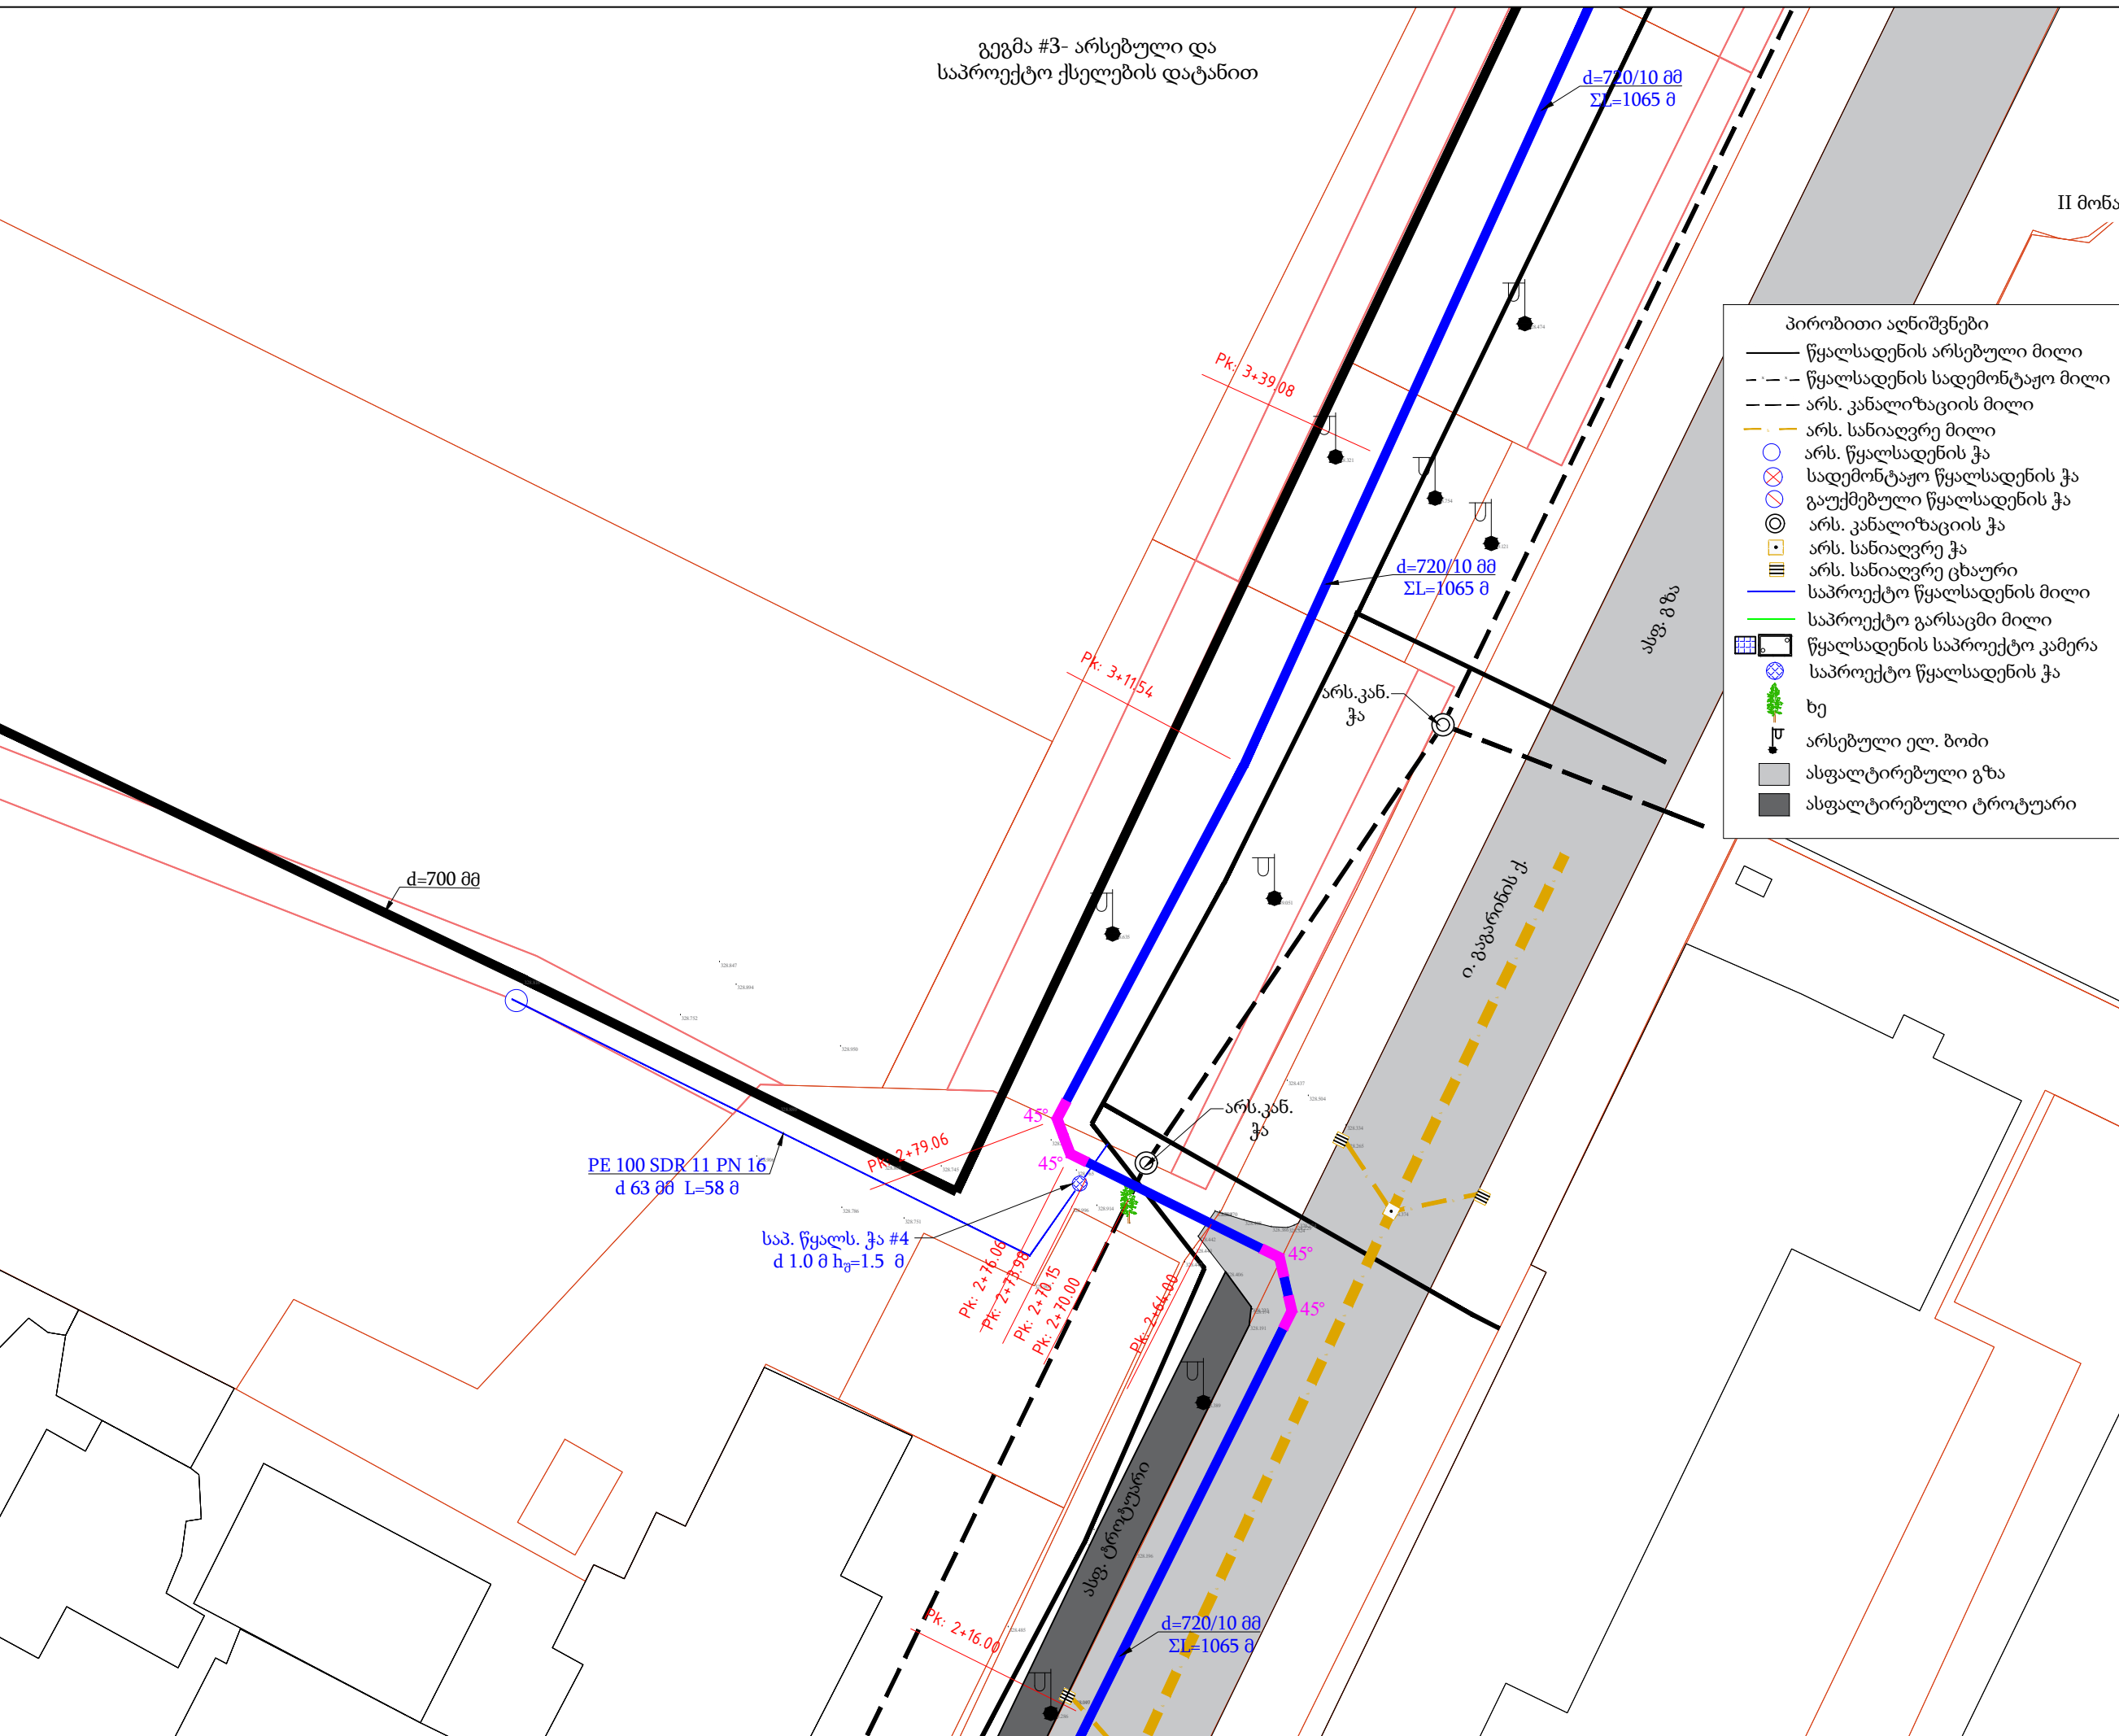 გეგმა #3- არსებული და
საპროექტო ქსელების დატანით
d=720/10 მმ
ΣL=1065 მ
II მონა
პირობითი აღნიშვნები
წყალსადენის არსებული მილი
წყალსადენის სადემონტაჟო მილი
არს. კანალიზაციის მილი
არს. სანიაღვრე მილი
არს. წყალსადენის ჭა
სადემონტაჟო წყალსადენის ჭა
გაუქმებული წყალსადენის ჭა
არს. კანალიზაციის ჭა
არს. სანიაღვრე ჭა
არს. სანიაღვრე ცხაური
საპროექტო წყალსადენის მილი
საპროექტო გარსაცმი მილი
წყალსადენის საპროექტო კამერა
საპროექტო წყალსადენის ჭა
ხე
არსებული ელ. ბოძი
ასფალტირებული გზა
ასფალტირებული ტროტუარი
Pk: 3+39.08
d=720/10 მმ
ΣL=1065 მ
ასფ. გზა
Pk: 3+11.54
არს.კან.
ჭა
d=700 მმ
ი. გაგარინის ქ.
45°
45°
არს.კან.
ჭა
Pk: 2+79.06
PE 100 SDR 11 PN 16
d 63 მმ L=58 მ
საპ. წყალს. ჭა #4
d 1.0 მ hშ=1.5 მ
Pk: 2+76.06
Pk: 2+73.98
Pk: 2+70.15
Pk: 2+70.00
Pk: 2+64.00
45°
45°
ასფ. ტროტუარი
Pk: 2+16.00
d=720/10 მმ
ΣL=1065 მ